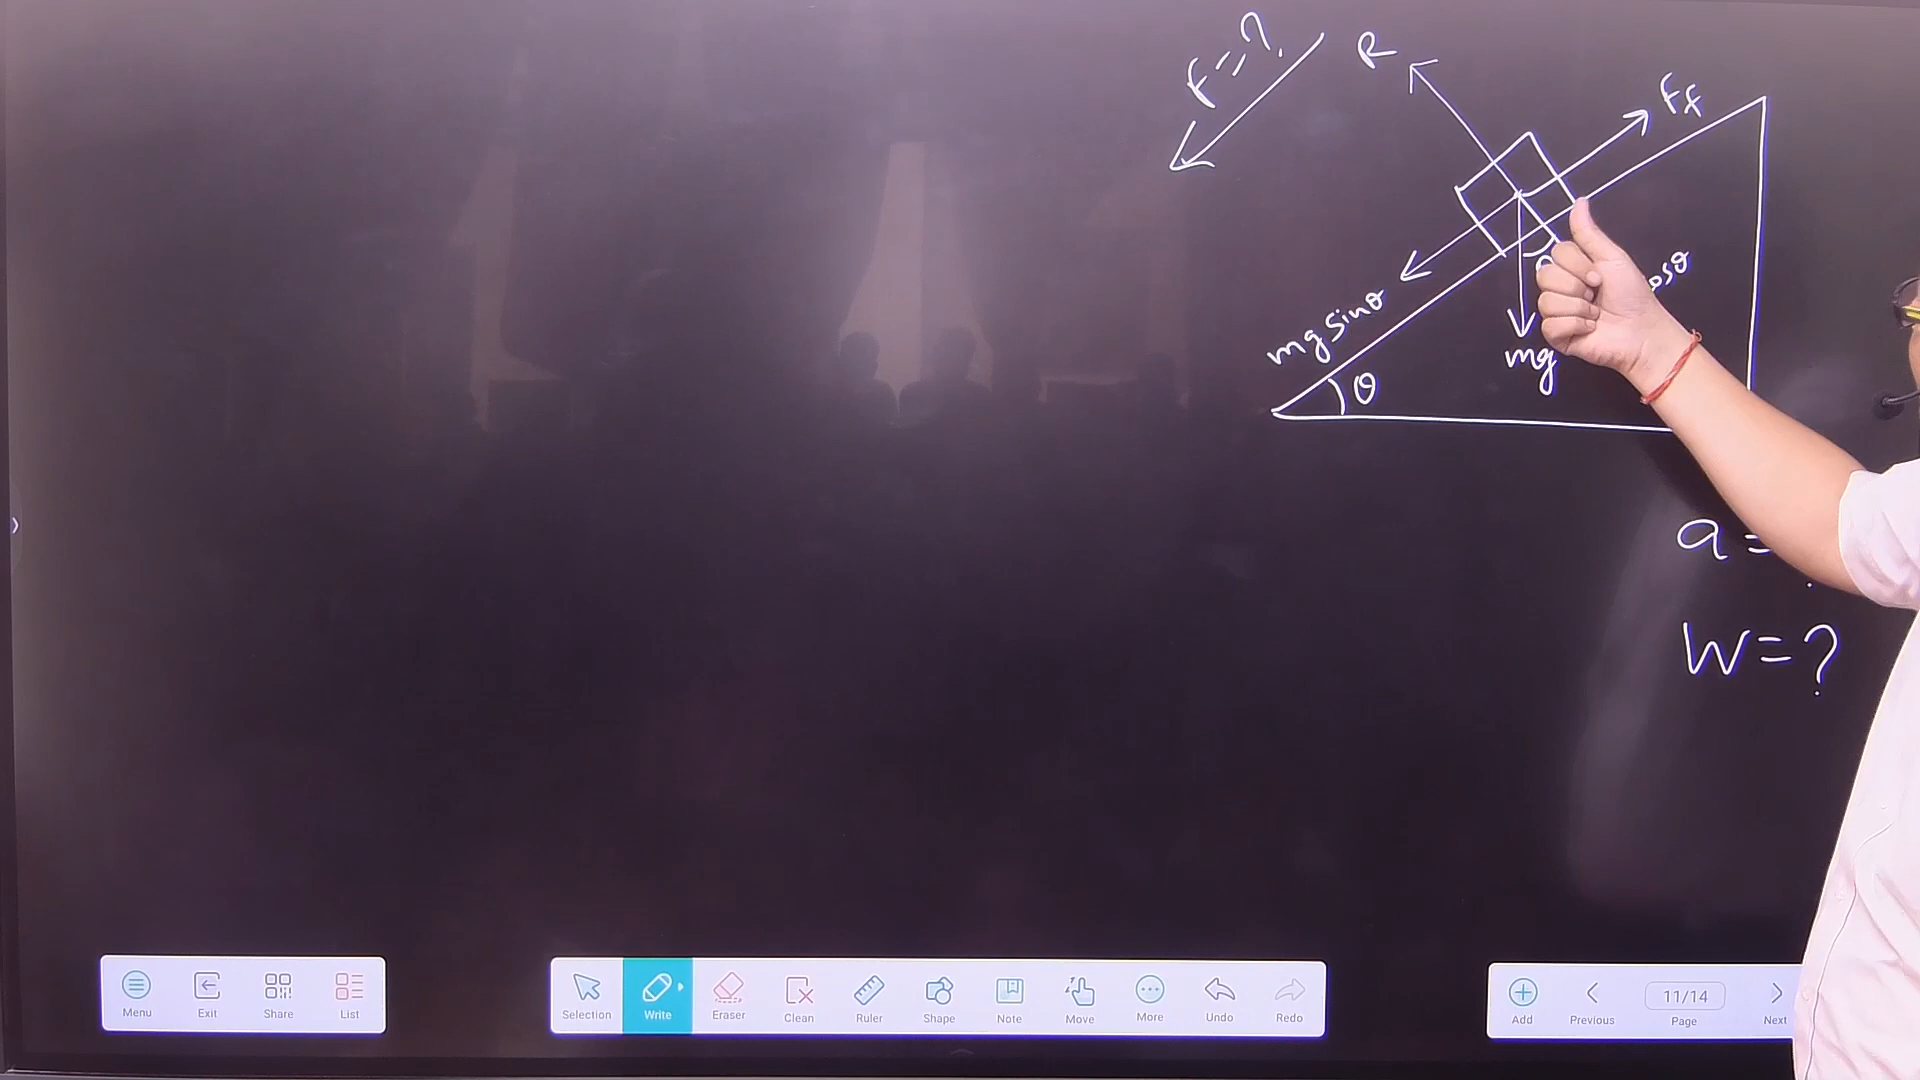 F=?
R
Ff
mg sinθ
osθ
mg
θ
a=
W=?
Menu
Exit
Share
List
Selection
Write
Eraser
Clean
Ruler
Shape
Note
Move
More
Undo
Redo
Add
Previous
11/14
Page
Next